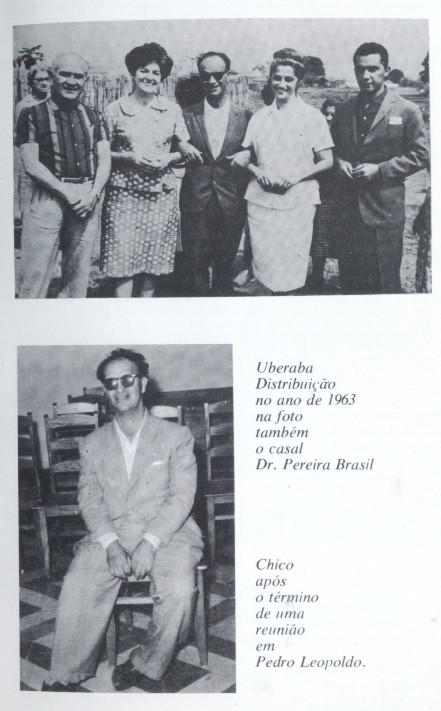 Uberaba
Distribuição
no ano de 1963
na foto
também
o casal
Dr. Pereira Brasil
Chico
após
o término
de uma
reunião
em
Pedro Leopoldo.